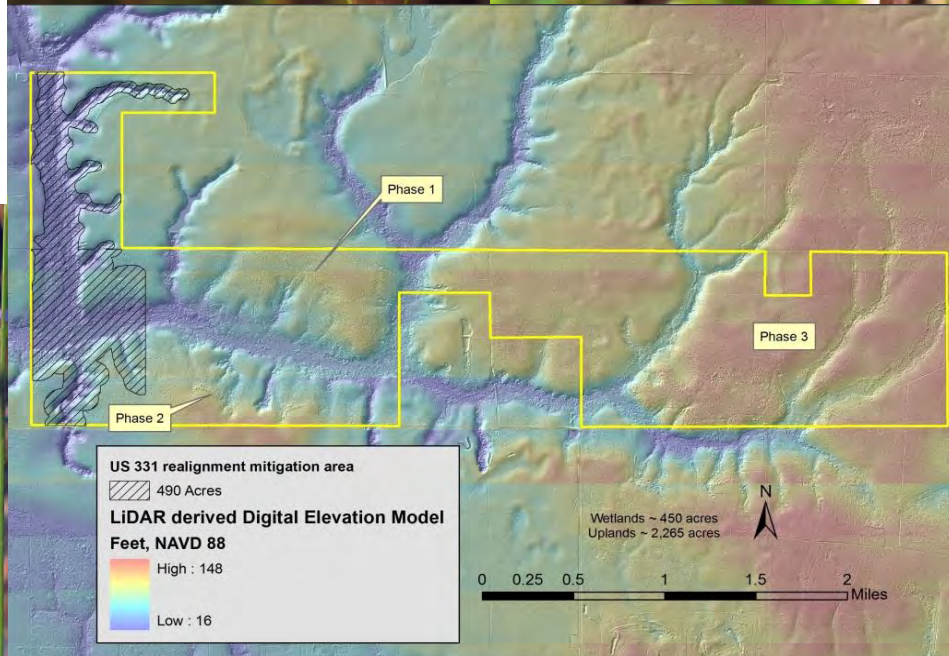 Phase 1
Phase 3
Phase 2
US 331 realignment mitigation area
490 Acres
LiDAR derived Digital Elevation Model
Feet, NAVD 88
High : 148
Low : 16
N
Wetlands ~ 450 acres
Uplands ~ 2,265 acres
0 0.25 0.5 1 1.5 2
Miles